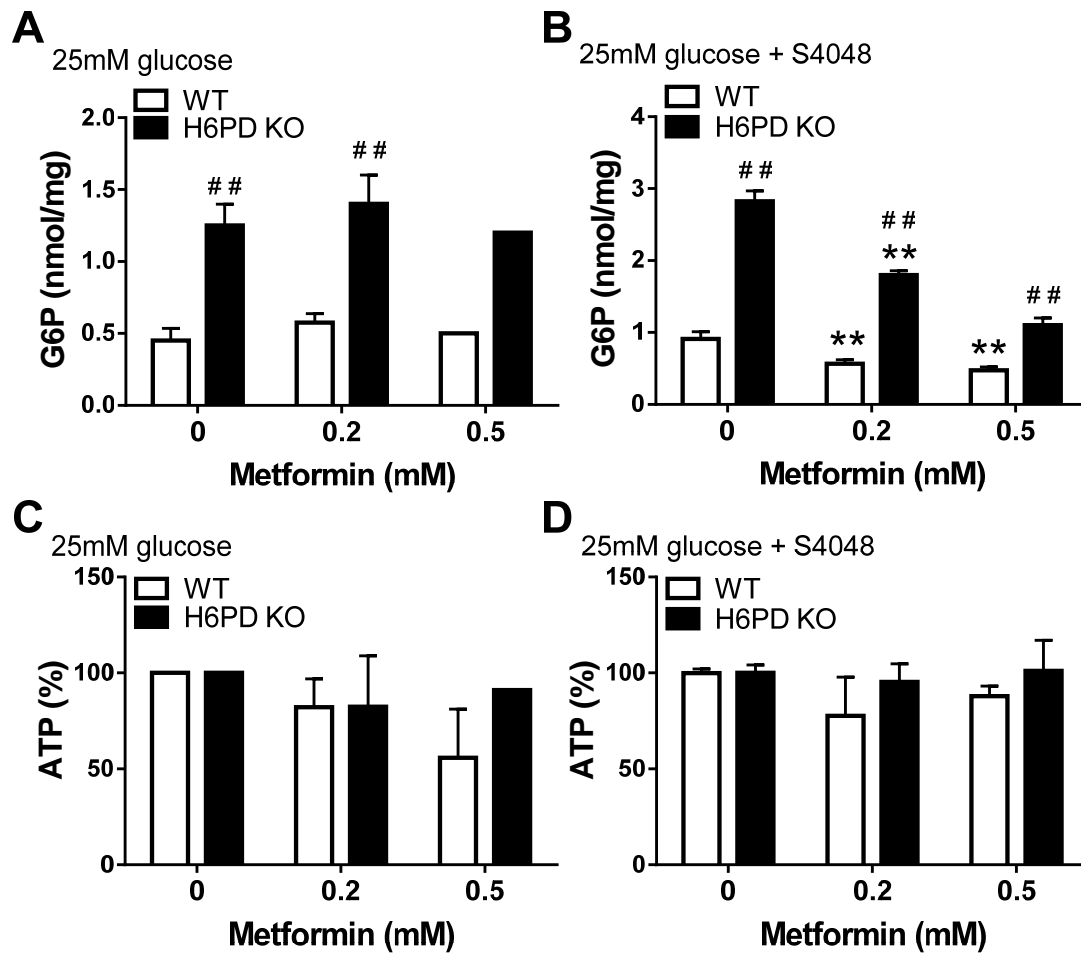 A
25mM glucose
WT
H6PD KO
2.0
1.5
1.0
0.5
0.0
G6P (nmol/mg)
##
##
0
0.2
0.5
Metformin (mM)
B
25mM glucose + S4048
WT
H6PD KO
4
3
2
1
0
G6P (nmol/mg)
##
**
##
**
**
##
0
0.2
0.5
Metformin (mM)
C
25mM glucose
WT
H6PD KO
150
100
50
0
ATP (%)
0
0.2
0.5
Metformin (mM)
D
25mM glucose + S4048
WT
H6PD KO
150
100
50
0
ATP (%)
0
0.2
0.5
Metformin (mM)